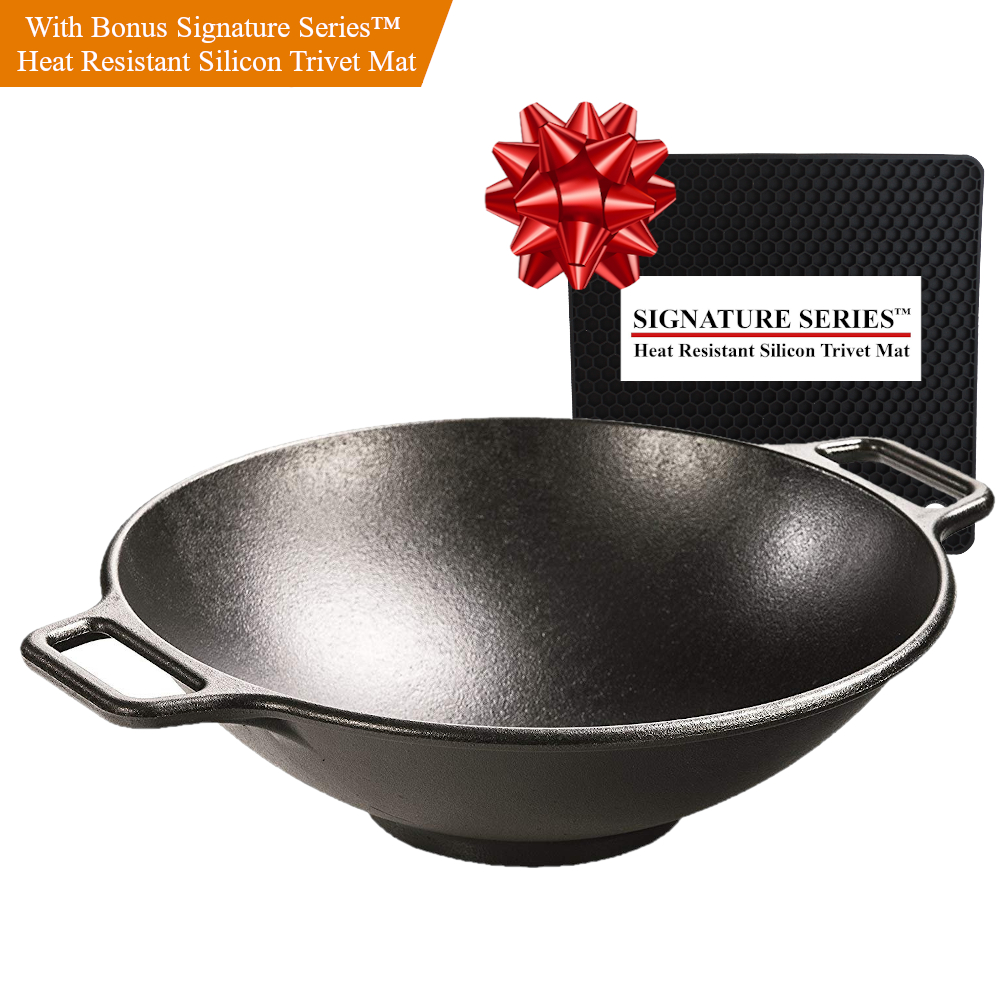 With Bonus Signature Series™
Heat Resistant Silicon Trivet Mat
SIGNATURE SERIES™
Heat Resistant Silicon Trivet Mat